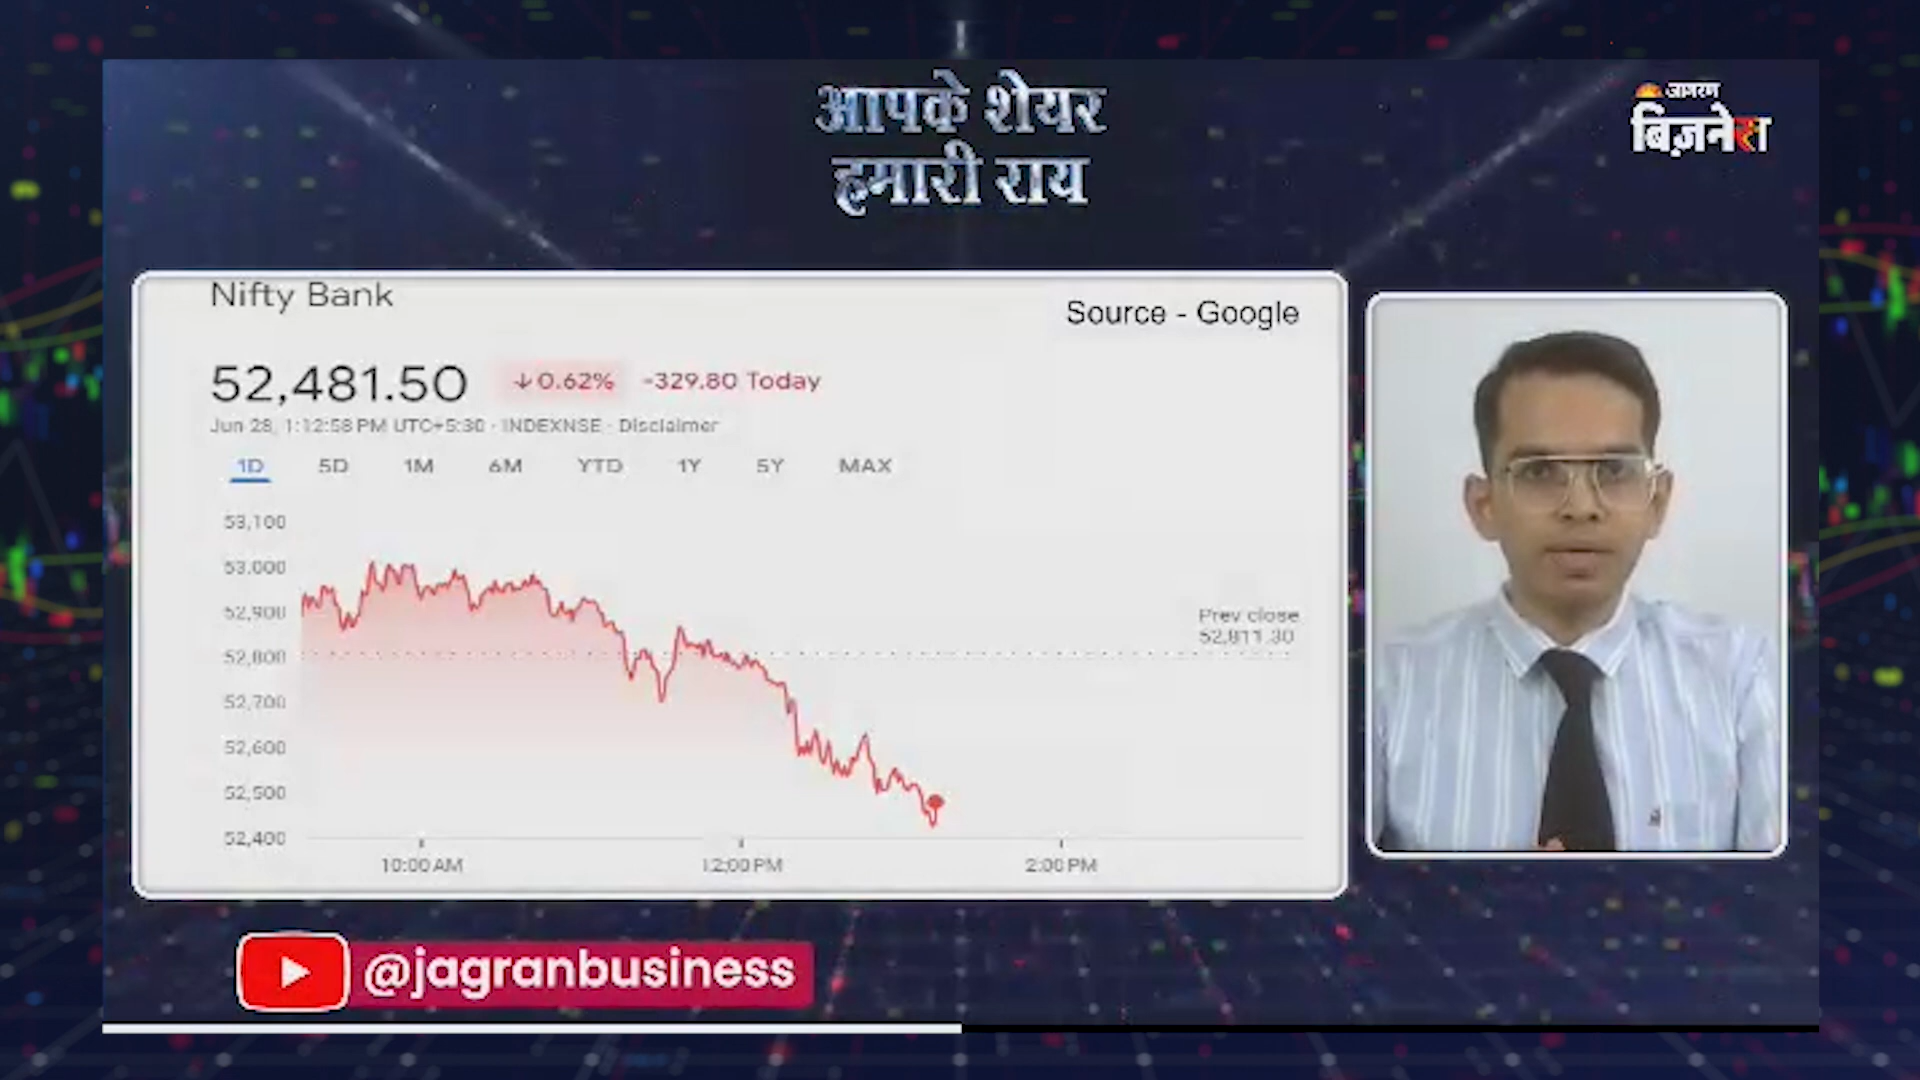 आपके शेयर
हमारी राय
जागरण
बिज़नेस
Nifty Bank
Source - Google
52,481.50 ↓0.62% -329.80 Today
Jun 28, 1:12:58 PM UTC+5:30 · INDEXNSE · Disclaimer
1D 5D 1M 6M YTD 1Y 5Y MAX
53,100
53,000
52,900
52,800
52,700
52,600
52,500
52,400
Prev close
52,811.30
10:00 AM 12:00 PM 2:00 PM
@jagranbusiness